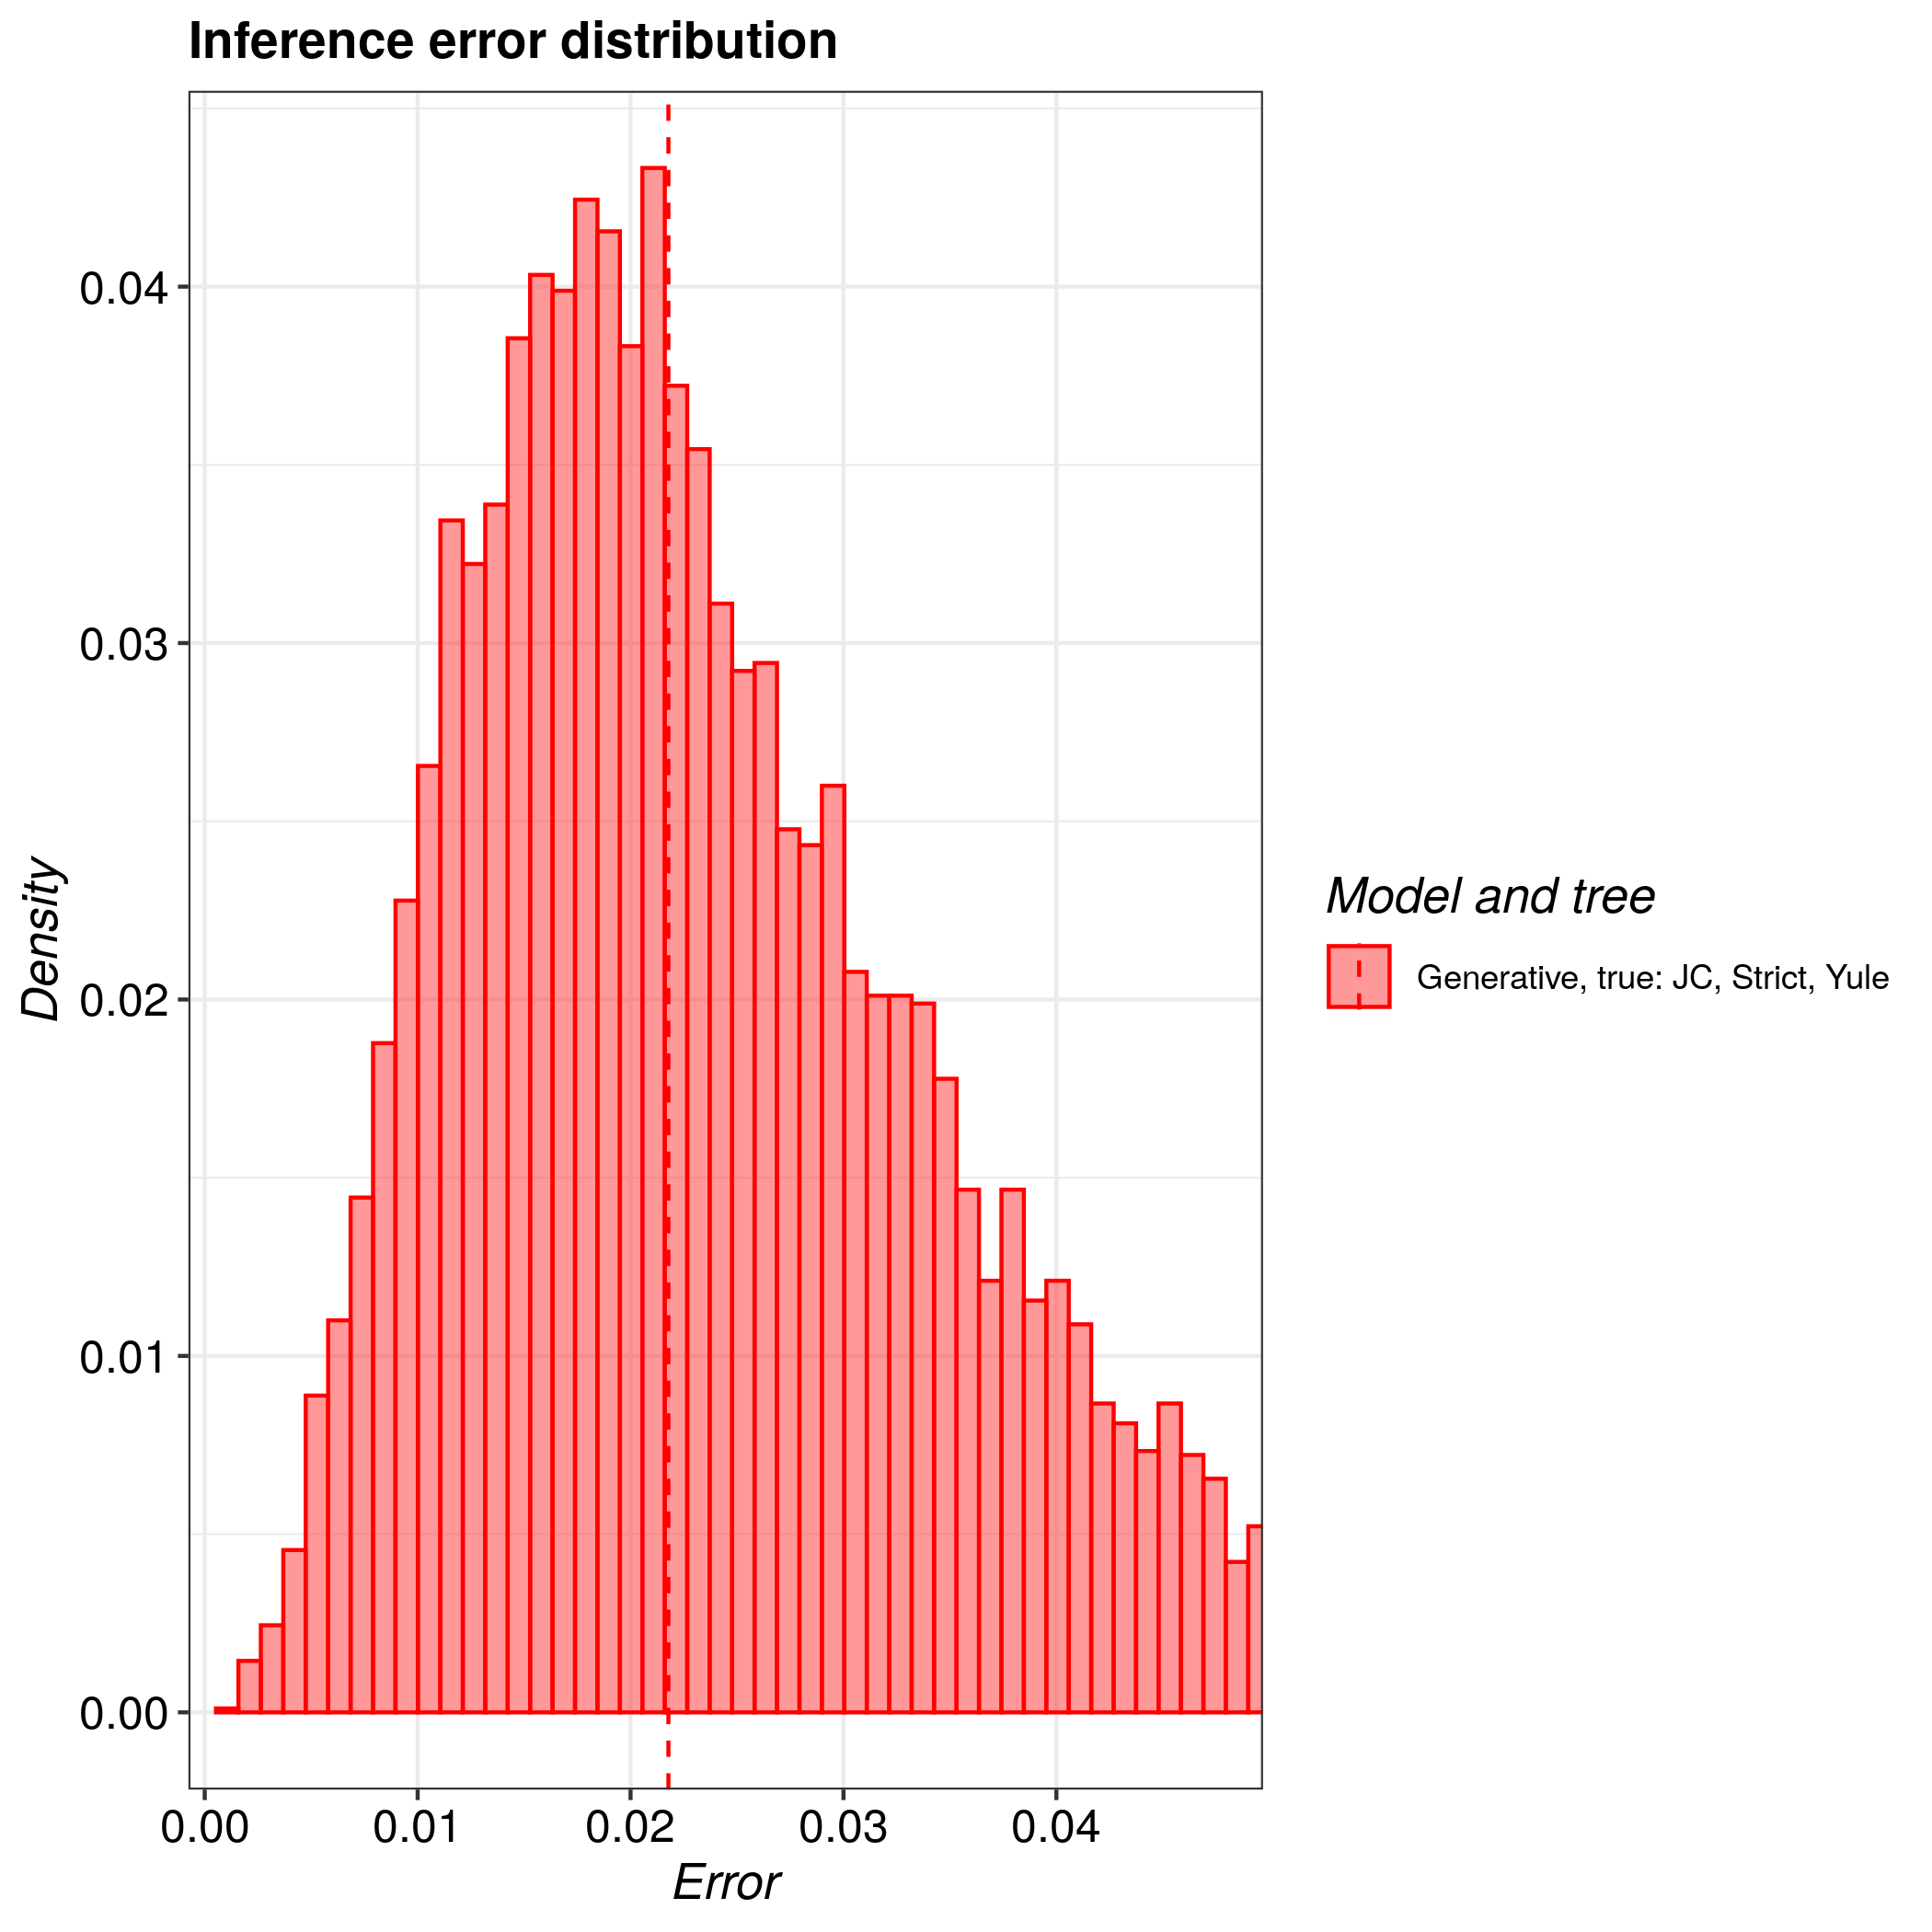 Inference error distribution
Density
0.04
0.03
0.02
0.01
0.00
0.00 0.01 0.02 0.03 0.04
Error
Model and tree
Generative, true: JC, Strict, Yule